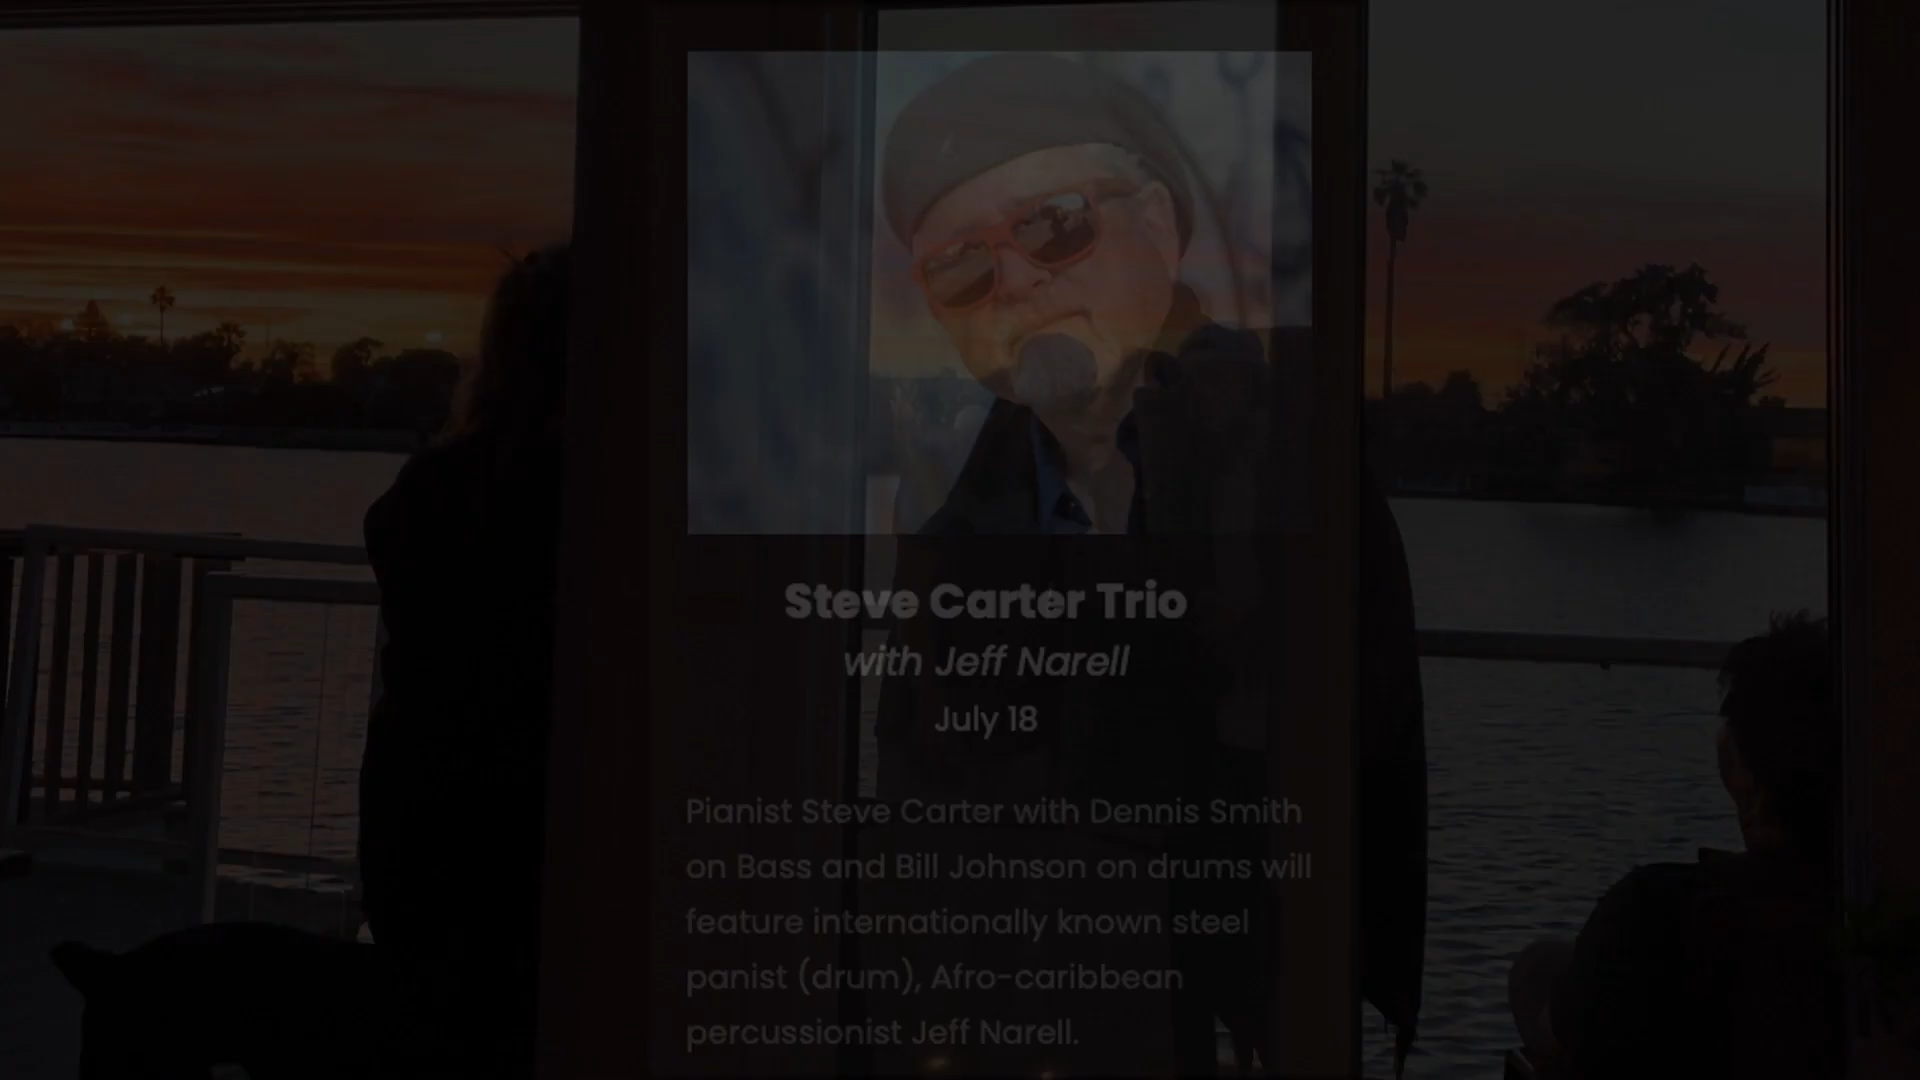 Steve Carter Trio
with Jeff Narell
July 18
Pianist Steve Carter with Dennis Smith
on Bass and Bill Johnson on drums will
feature internationally known steel
panist (drum), Afro-caribbean
percussionist Jeff Narell.